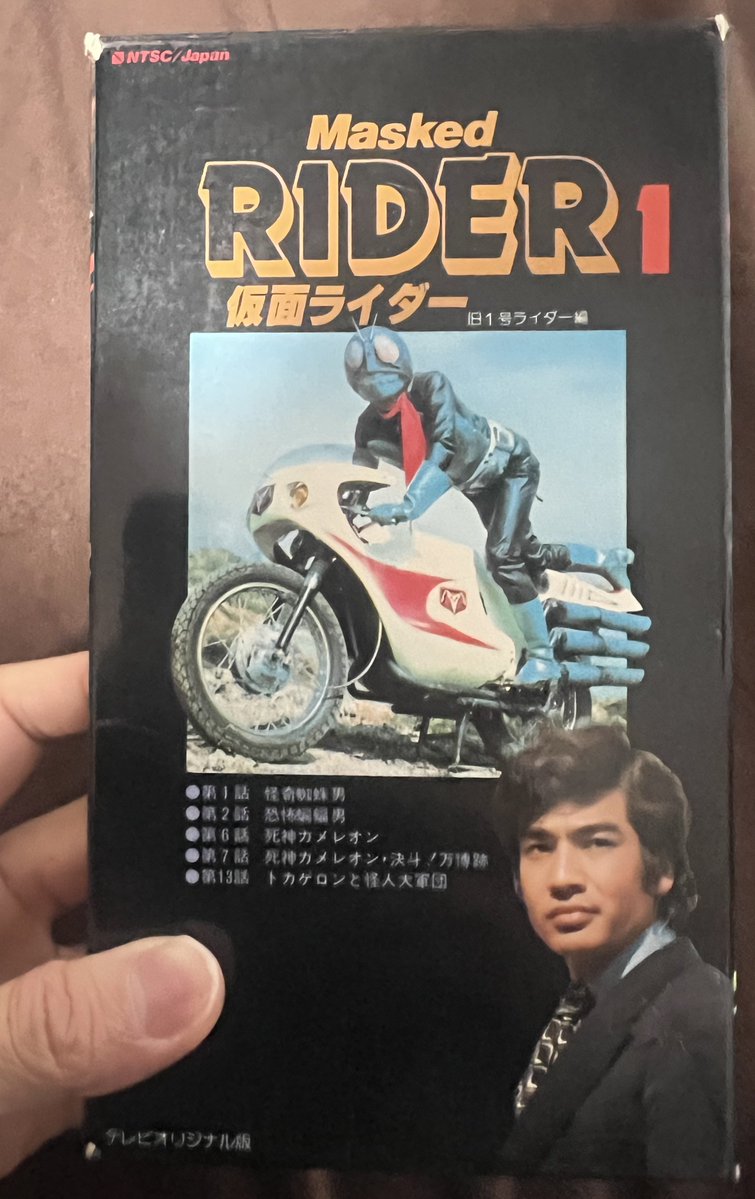 NTSC/Japan
Masked
RIDER 1
仮面ライダー
旧1号ライダー編
●第1話 怪奇蜘蛛男
●第2話 恐怖蝙蝠男
●第6話 死神カメレオン
●第7話 死神カメレオン・決斗!万博跡
●第13話 トカゲロンと怪人大軍団
テレビオリジナル版